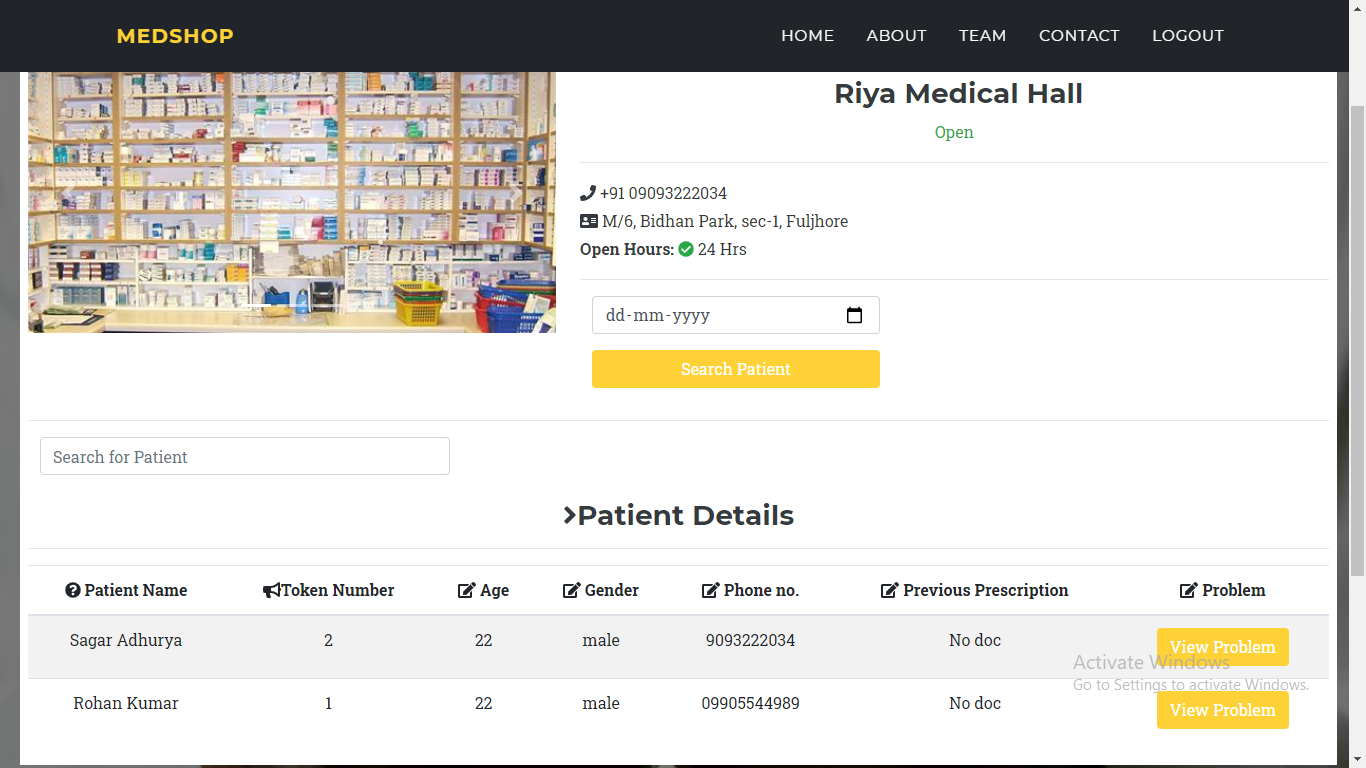 MEDSHOP HOME ABOUT TEAM CONTACT LOGOUT
Riya Medical Hall
Open
+91 09093222034
M/6, Bidhan Park, sec-1, Fuljhore
Open Hours: 24 Hrs
dd-mm-yyyy
Search Patient
Search for Patient
Patient Details
Patient Name Token Number Age Gender Phone no. Previous Prescription Problem
Sagar Adhurya 2 22 male 9093222034 No doc View Problem
Rohan Kumar 1 22 male 09905544989 No doc View Problem
Activate Windows
Go to Settings to activate Windows.